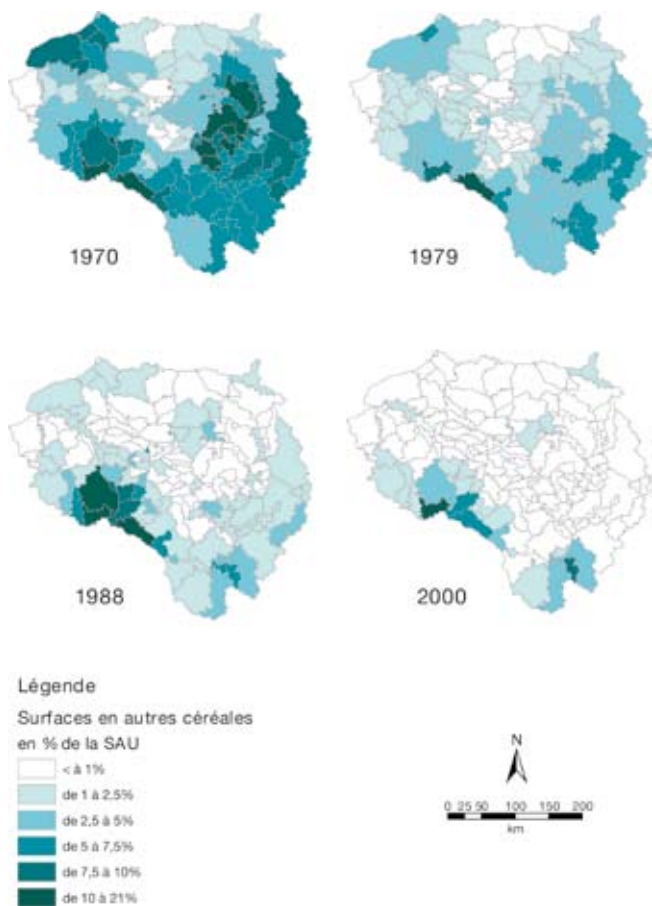 1970
1979
1988
2000
Légende
Surfaces en autres céréales
en % de la SAU
< à 1%
de 1 à 2,5%
de 2,5 à 5%
de 5 à 7,5%
de 7,5 à 10%
de 10 à 21%
N
0 25 50 100 150 200
km